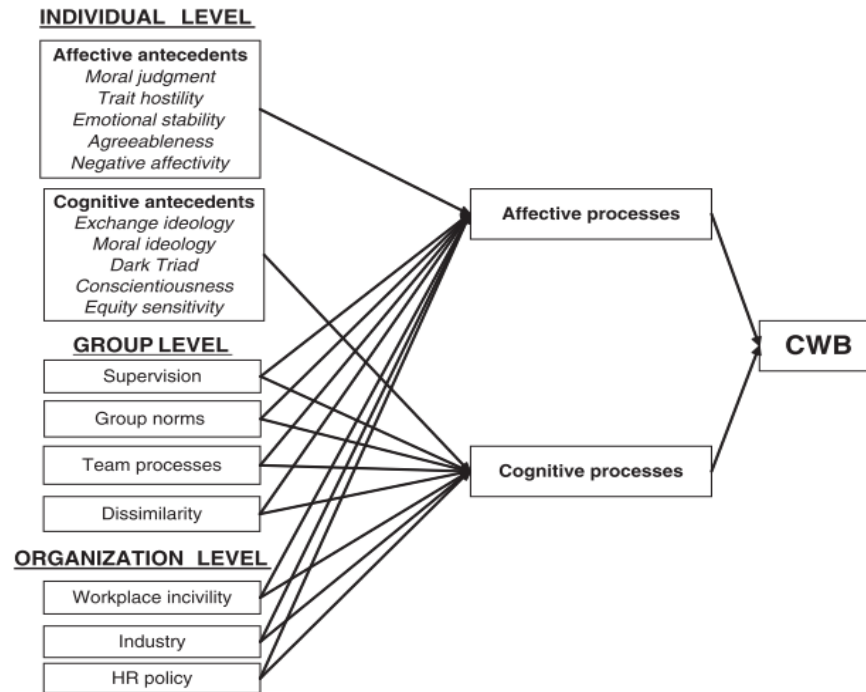 INDIVIDUAL LEVEL
Affective antecedents
Moral judgment
Trait hostility
Emotional stability
Agreeableness
Negative affectivity
Cognitive antecedents
Exchange ideology
Moral ideology
Dark Triad
Conscientiousness
Equity sensitivity
GROUP LEVEL
Supervision
Group norms
Team processes
Dissimilarity
ORGANIZATION LEVEL
Workplace incivility
Industry
HR policy
Affective processes
Cognitive processes
CWB